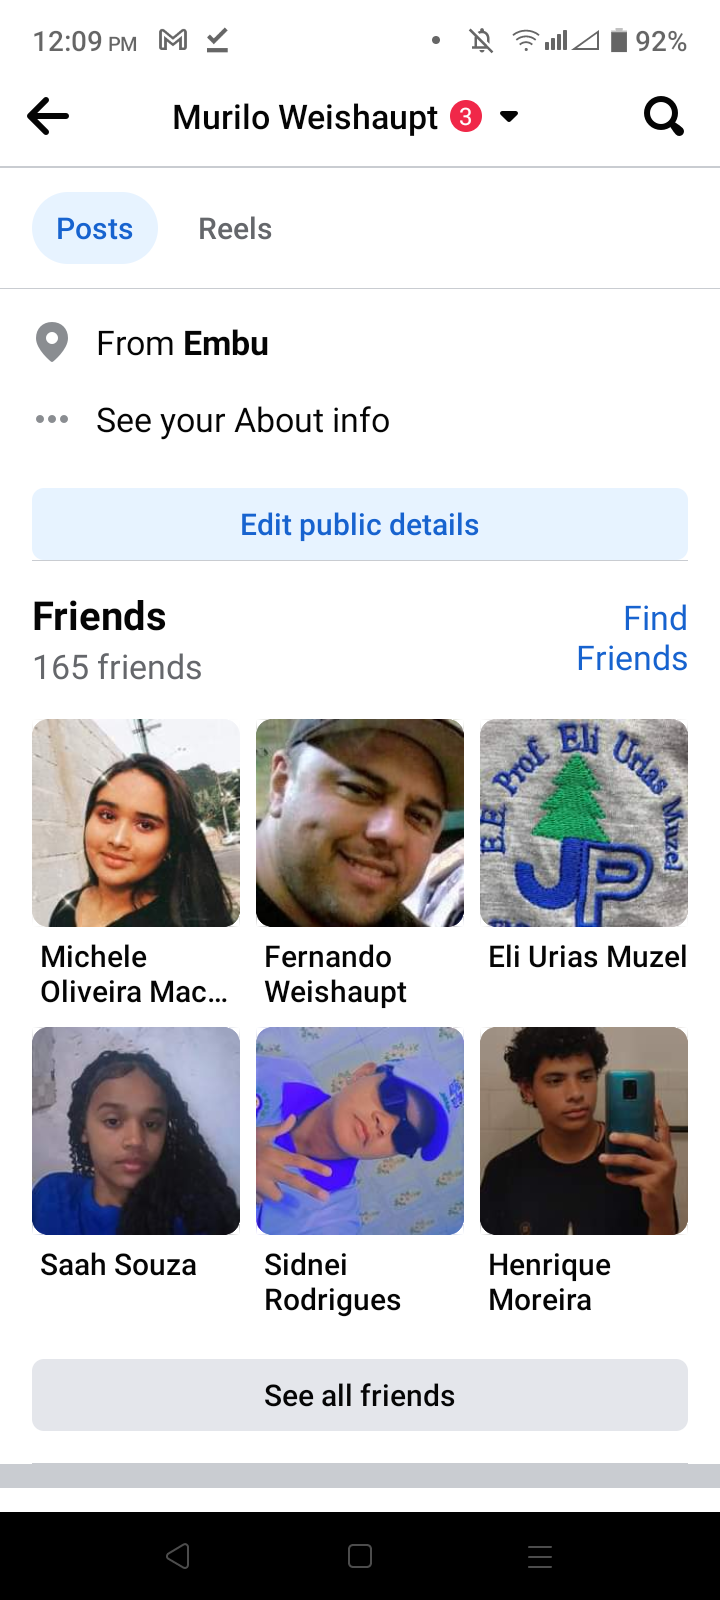 12:09 PM
92%
Murilo Weishaupt 3
Posts Reels
From Embu
See your About info
Edit public details
Friends
165 friends
Find
Friends
E.E. Prof. Eli Urias Muzel
JP
Michele
Oliveira Mac...
Fernando
Weishaupt
Eli Urias Muzel
Saah Souza
Sidnei
Rodrigues
Henrique
Moreira
See all friends